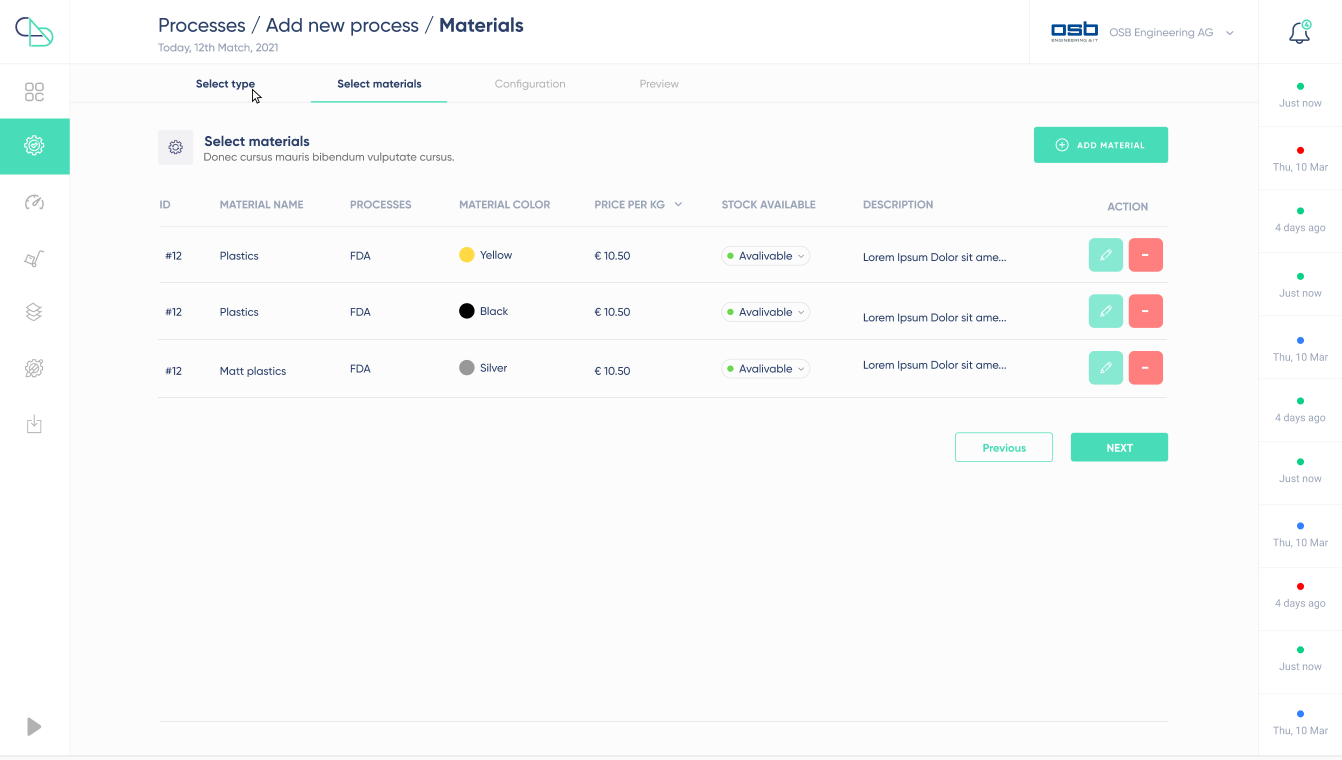 Processes / Add new process / Materials
Today, 12th Match, 2021
osb
ENGINEERING & IT
OSB Engineering AG
4
Select type
Select materials
Configuration
Preview
Select materials
Donec cursus mauris bibendum vulputate cursus.
ADD MATERIAL
ID MATERIAL NAME PROCESSES MATERIAL COLOR PRICE PER KG STOCK AVAILABLE DESCRIPTION ACTION
#12 Plastics FDA Yellow € 10.50 Avalivable Lorem Ipsum Dolor sit ame...
#12 Plastics FDA Black € 10.50 Avalivable Lorem Ipsum Dolor sit ame...
#12 Matt plastics FDA Silver € 10.50 Avalivable Lorem Ipsum Dolor sit ame...
Previous
NEXT
Just now
Thu, 10 Mar
4 days ago
Just now
Thu, 10 Mar
4 days ago
Just now
Thu, 10 Mar
4 days ago
Just now
Thu, 10 Mar